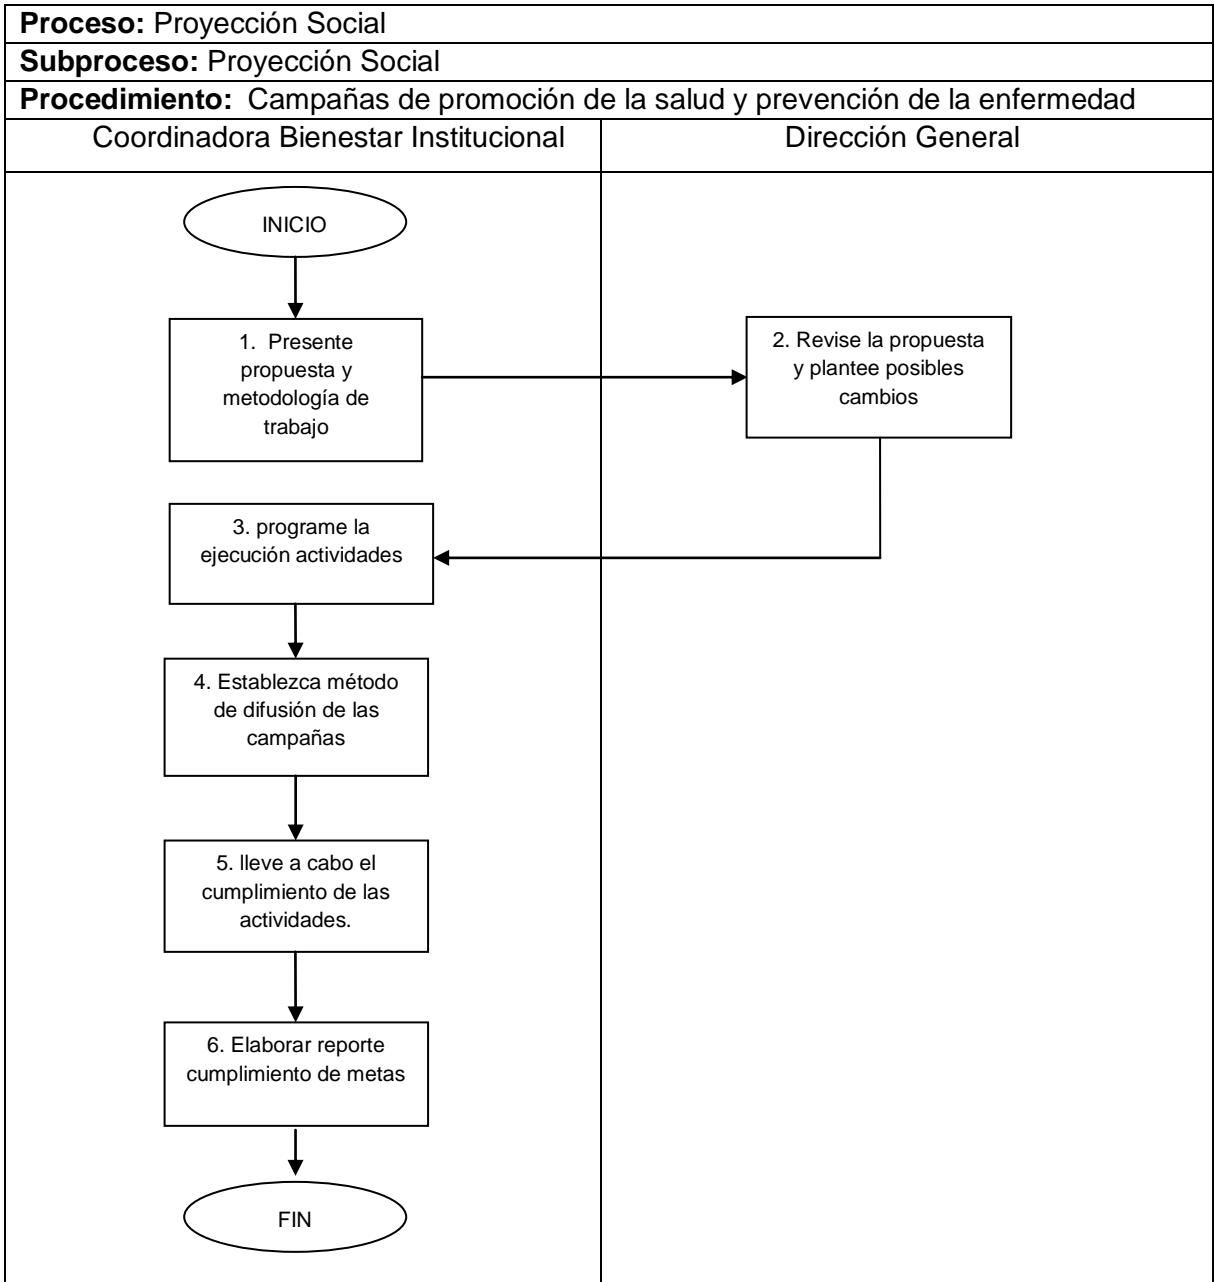 Proceso: Proyección Social
Subproceso: Proyección Social
Procedimiento: Campañas de promoción de la salud y prevención de la enfermedad
Coordinadora Bienestar Institucional
Dirección General
INICIO
1. Presente
propuesta y
metodología de
trabajo
2. Revise la propuesta
y plantee posibles
cambios
3. programe la
ejecución actividades
4. Establezca método
de difusión de las
campañas
5. lleve a cabo el
cumplimiento de las
actividades.
6. Elaborar reporte
cumplimiento de metas
FIN